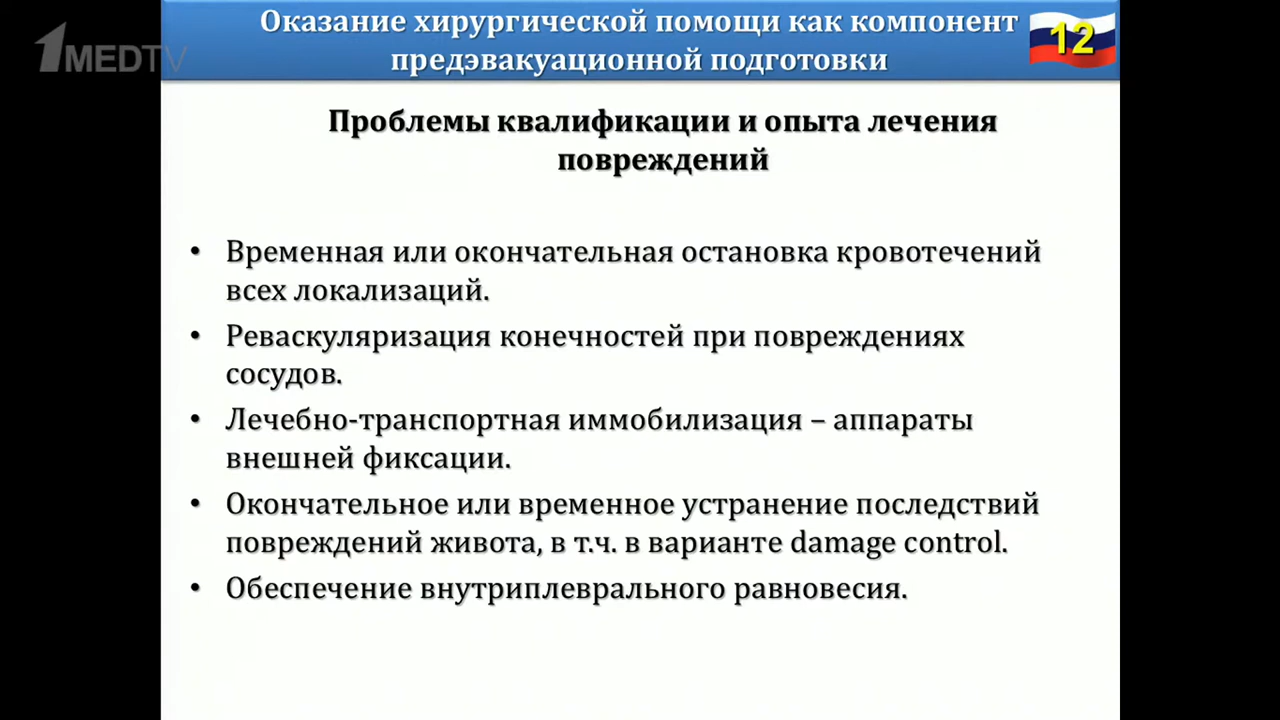 1MEDTV
Оказание хирургической помощи как компонент
предэвакуационной подготовки
12
Проблемы квалификации и опыта лечения
повреждений
• Временная или окончательная остановка кровотечений
всех локализаций.
• Реваскуляризация конечностей при повреждениях
сосудов.
• Лечебно-транспортная иммобилизация – аппараты
внешней фиксации.
• Окончательное или временное устранение последствий
повреждений живота, в т.ч. в варианте damage control.
• Обеспечение внутриплеврального равновесия.